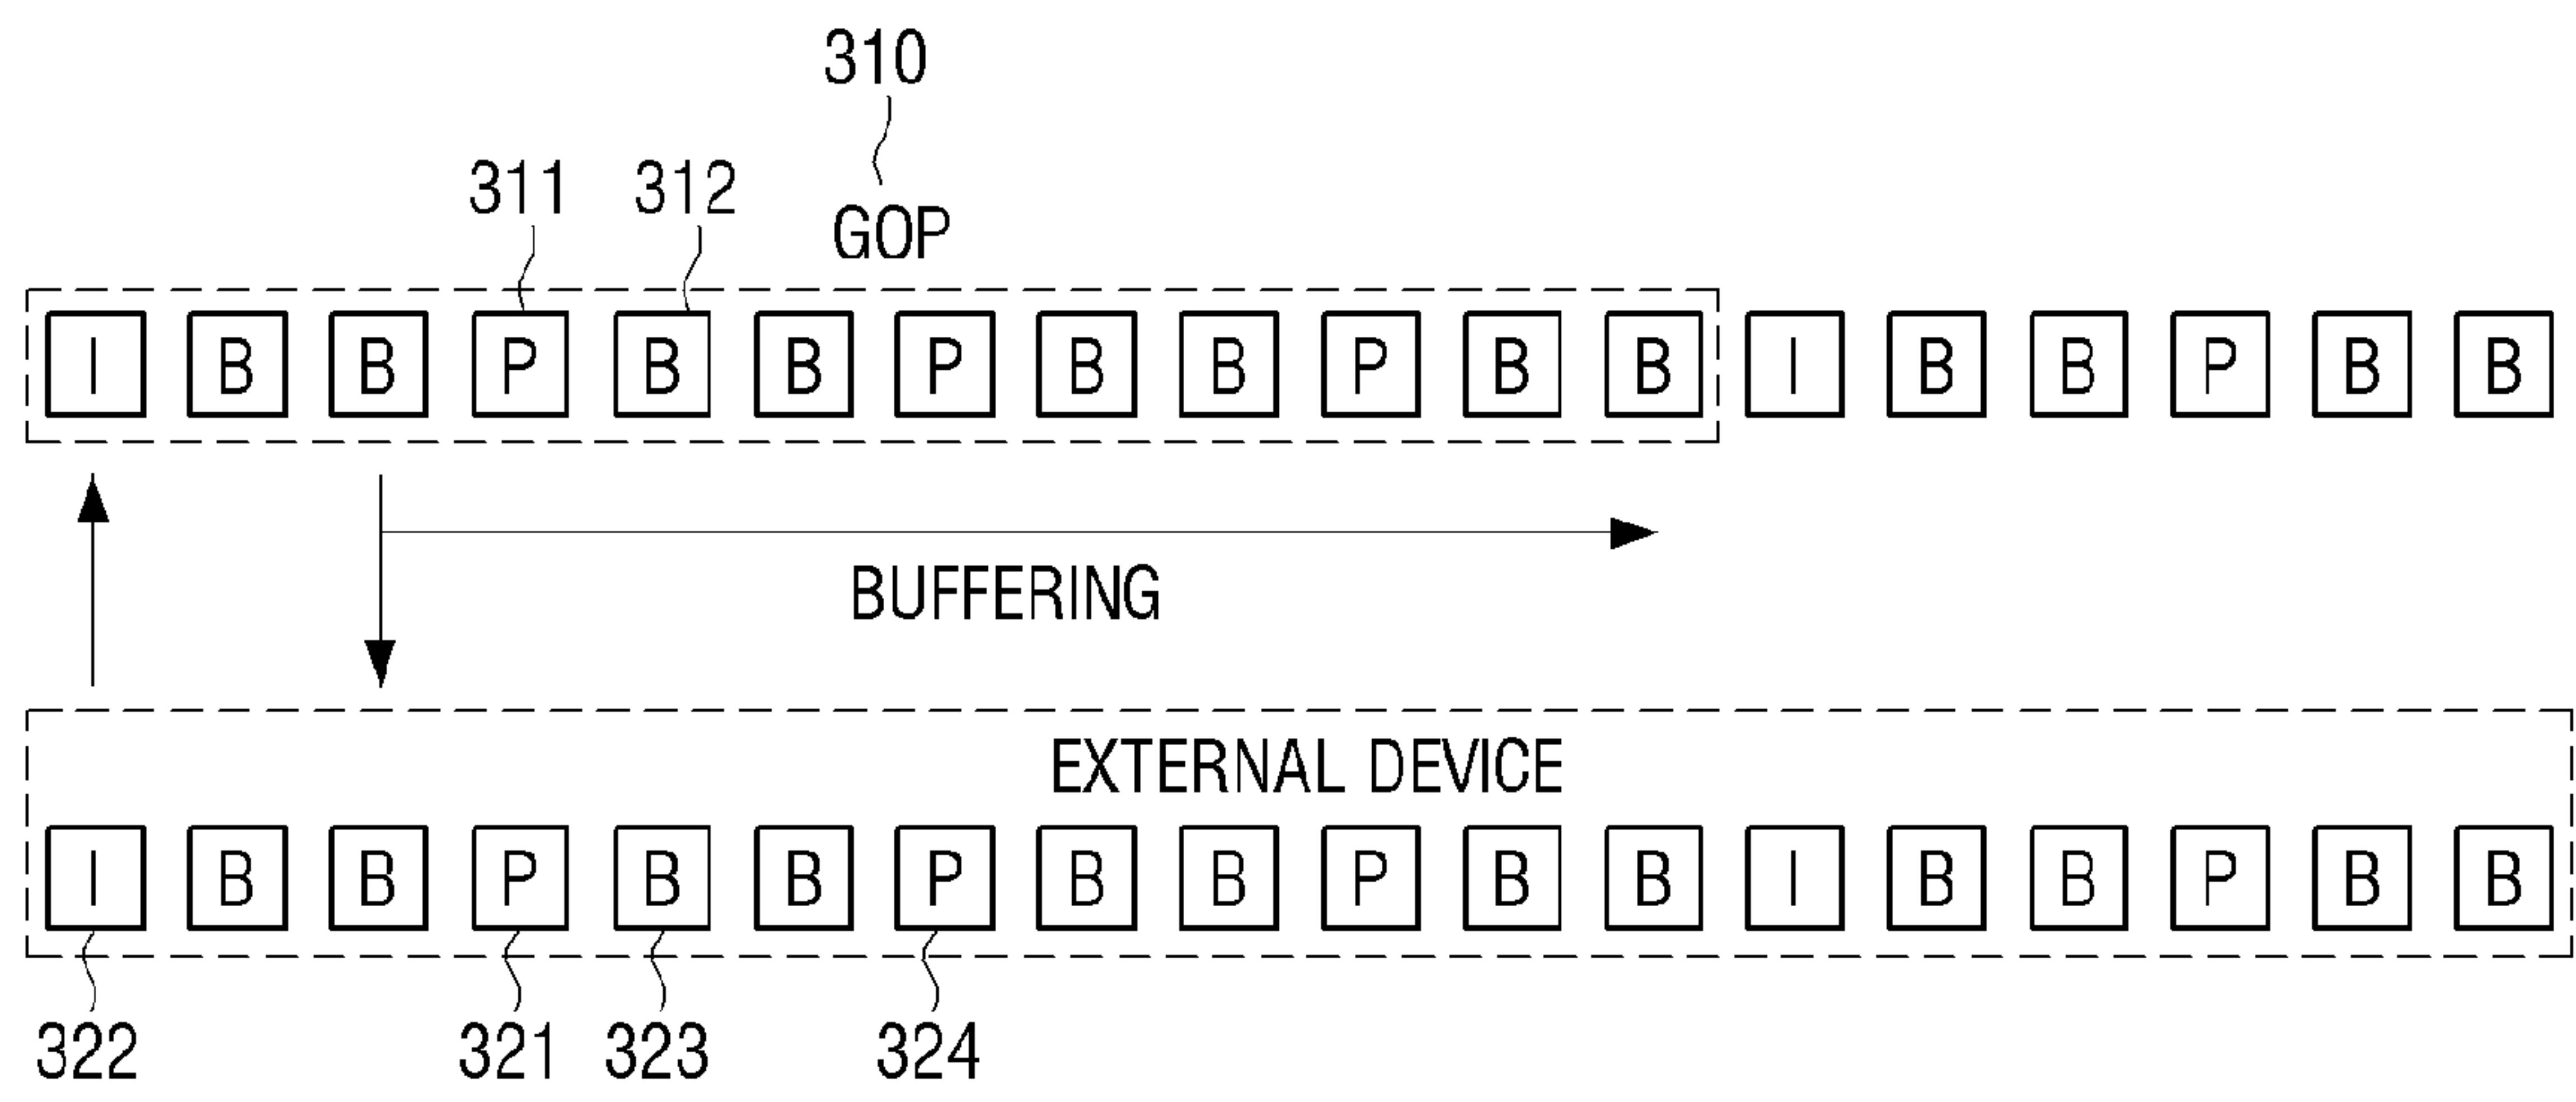 310
311 312
GOP
I B B P B B P B B P B B I B B P B B
BUFFERING
EXTERNAL DEVICE
I B B P B B P B B P B B I B B P B B
322 321 323 324